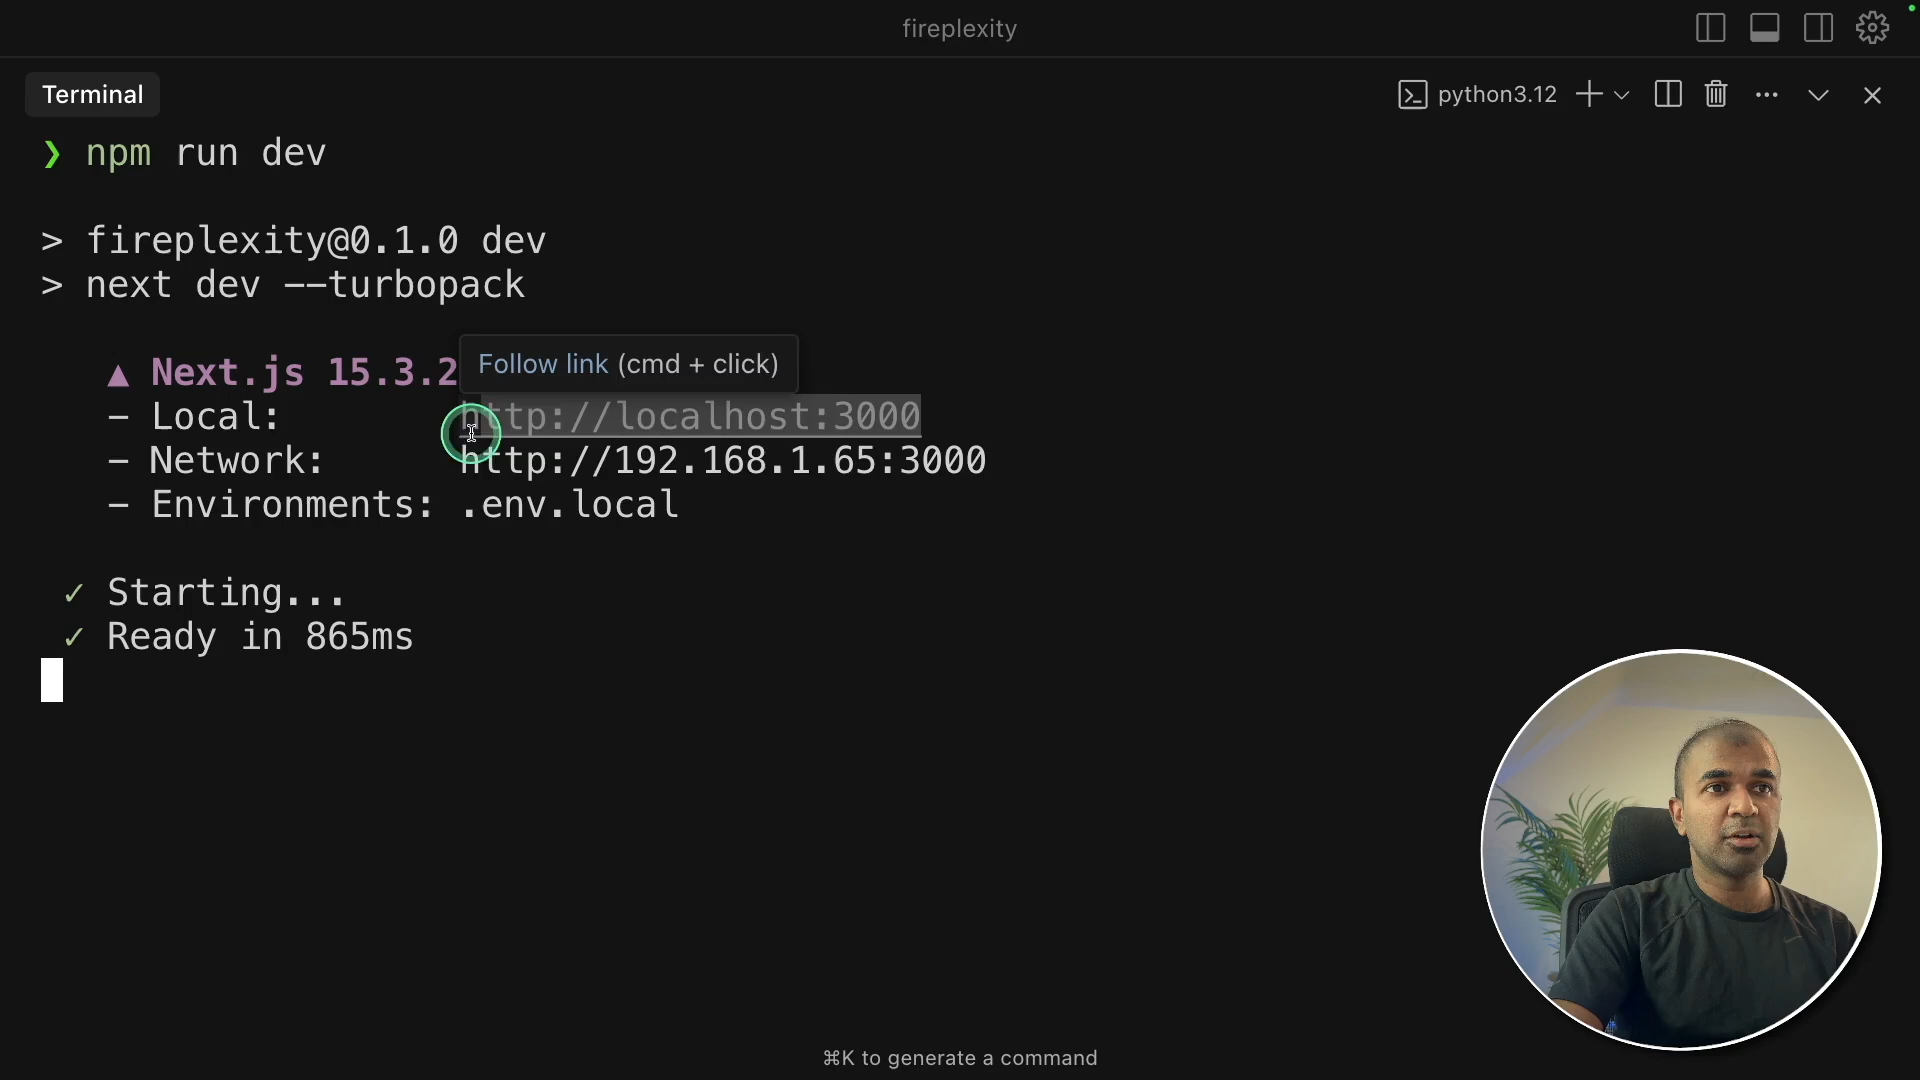 fireplexity
Terminal
python3.12
❯ npm run dev
> fireplexity@0.1.0 dev
> next dev --turbopack
▲ Next.js 15.3.2
Follow link (cmd + click)
- Local: http://localhost:3000
- Network: http://192.168.1.65:3000
- Environments: .env.local
✓ Starting...
✓ Ready in 865ms
⌘K to generate a command